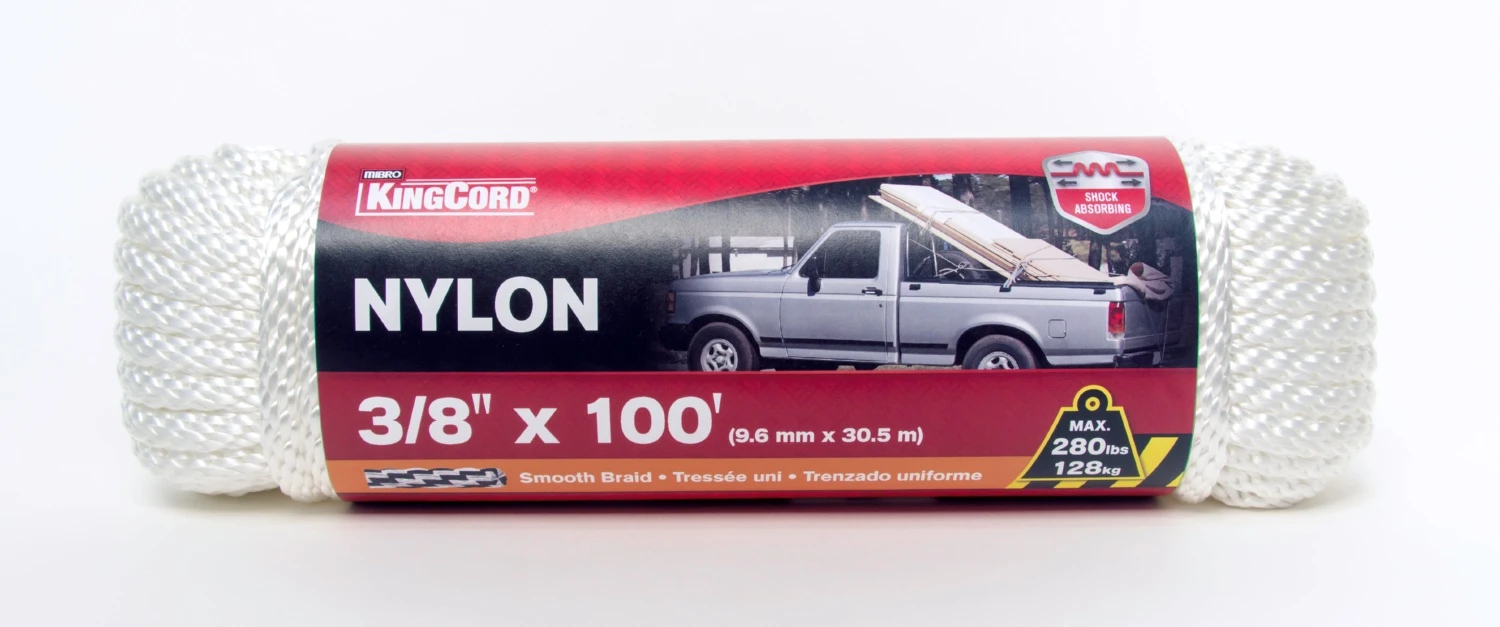 MIBRO
KINGCORD®
SHOCK
ABSORBING
NYLON
3/8" x 100' (9.6 mm x 30.5 m)
MAX.
280lbs
128kg
Smooth Braid • Tressée uni • Trenzado uniforme